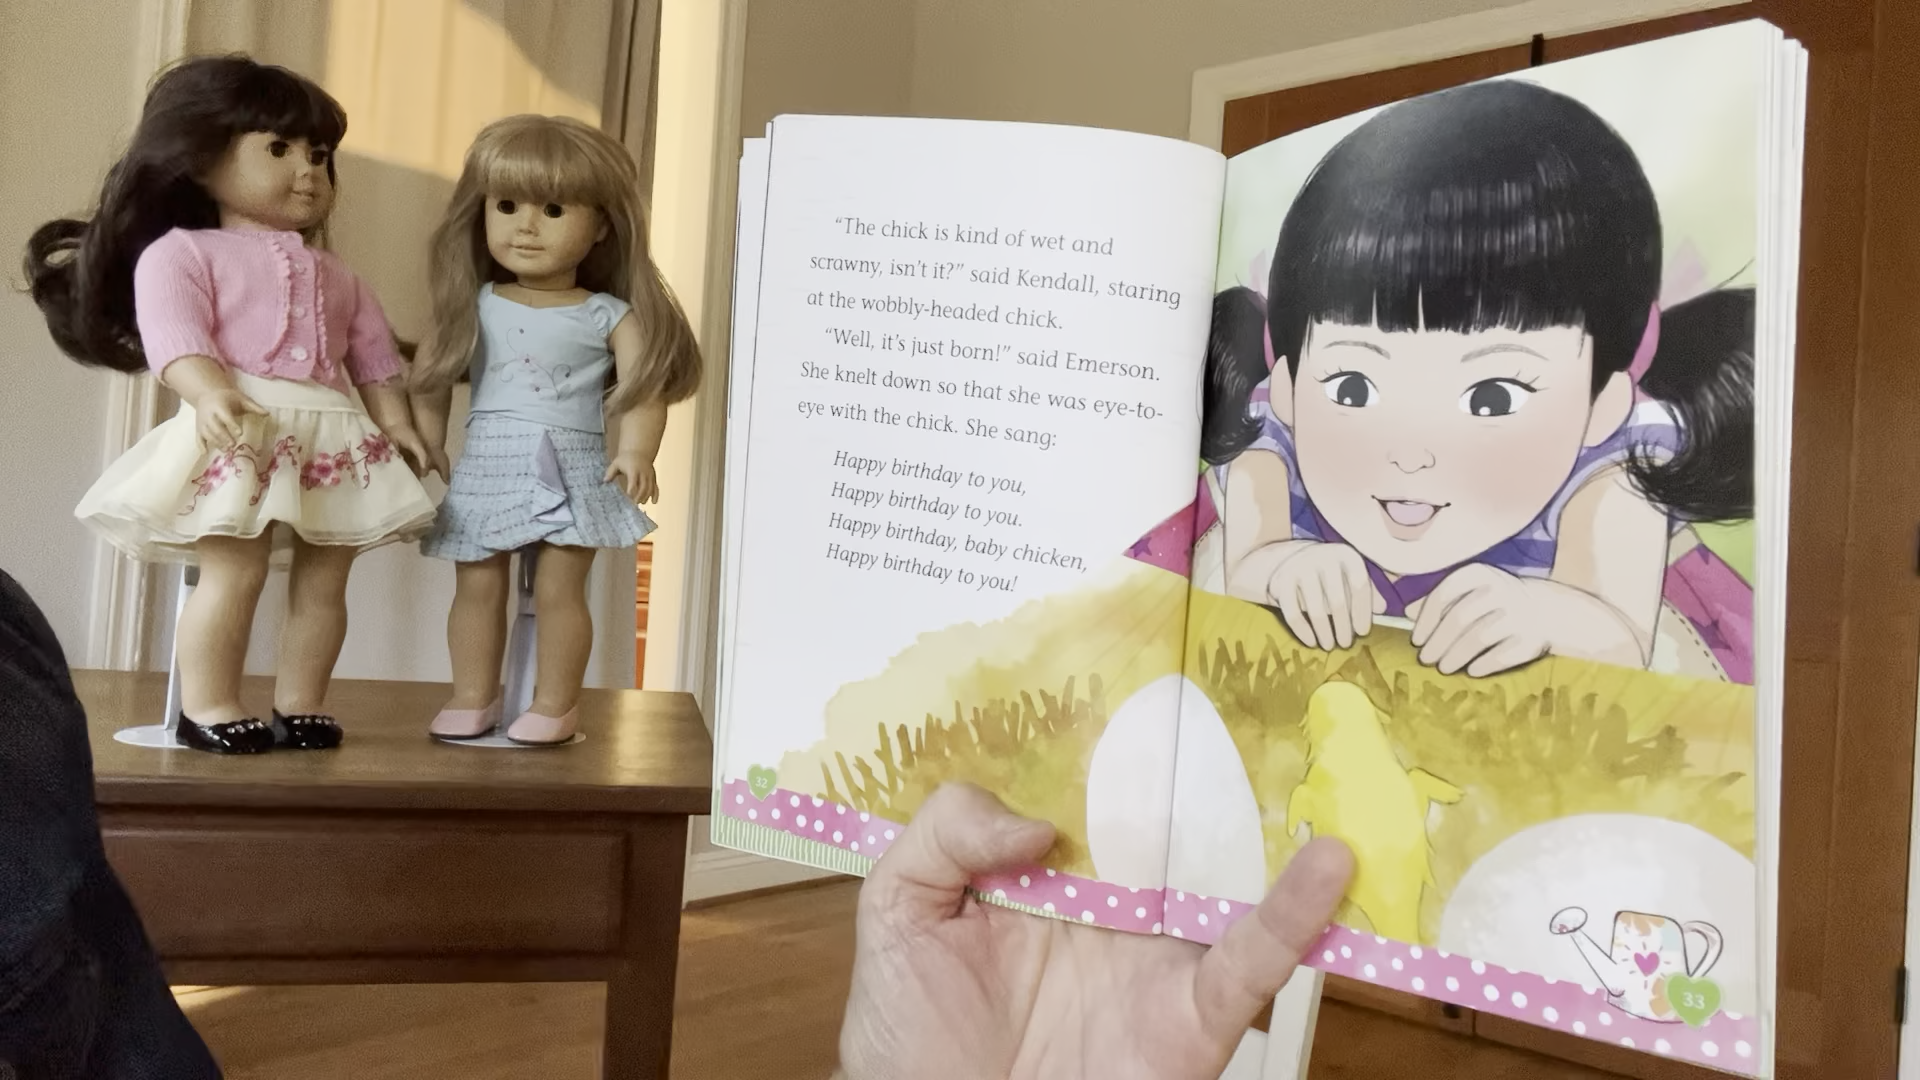 “The chick is kind of wet and
scrawny, isn’t it?” said Kendall, staring
at the wobbly-headed chick.
“Well, it’s just born!” said Emerson.
She knelt down so that she was eye-to-
eye with the chick. She sang:
Happy birthday to you,
Happy birthday to you.
Happy birthday, baby chicken,
Happy birthday to you!
32
33